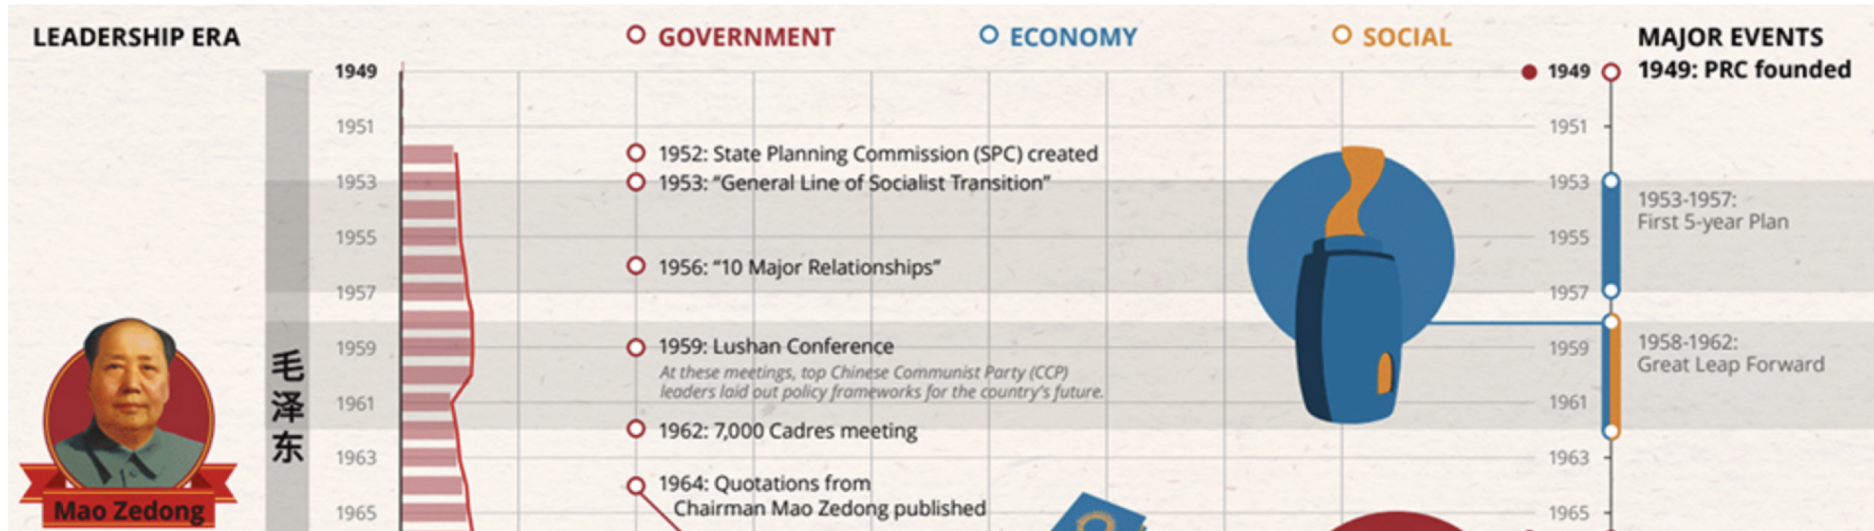 LEADERSHIP ERA
GOVERNMENT
ECONOMY
SOCIAL
MAJOR EVENTS
1949
1949
1949: PRC founded
1951
1951
1952: State Planning Commission (SPC) created
1953
1953: “General Line of Socialist Transition”
1953
1953-1957:
First 5-year Plan
1955
1955
1956: “10 Major Relationships”
1957
1957
1959
1959: Lushan Conference
At these meetings, top Chinese Communist Party (CCP)
leaders laid out policy frameworks for the country’s future.
1959
1958-1962:
Great Leap Forward
毛泽东
1961
1961
1962: 7,000 Cadres meeting
1963
1963
1964: Quotations from
Chairman Mao Zedong published
Mao Zedong
1965
1965